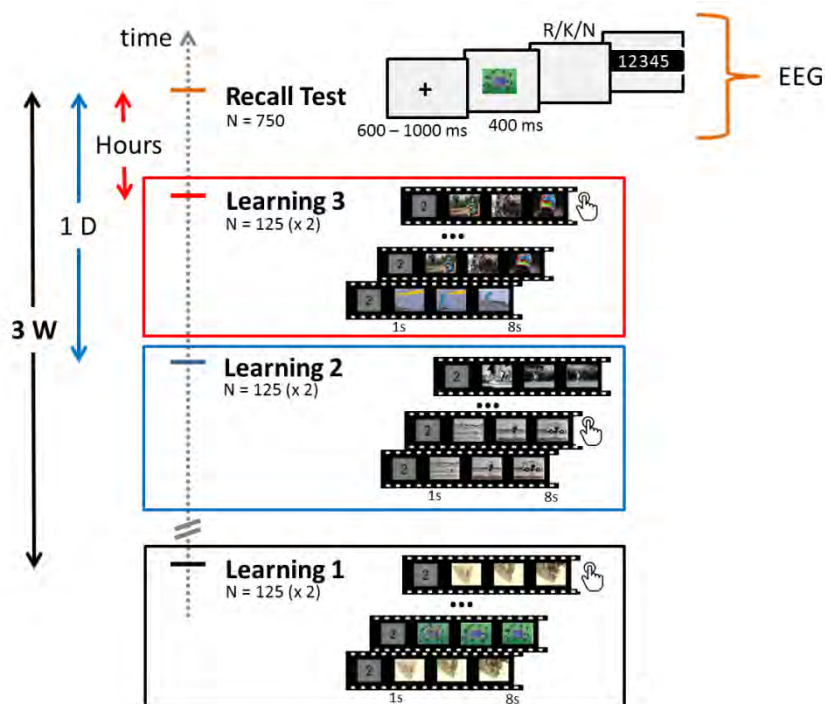 time
R/K/N
+
12345
EEG
600 – 1000 ms
400 ms
Recall Test
N = 750
Hours
1 D
3 W
Learning 3
N = 125 (x 2)
2
...
2
2
1s
8s
Learning 2
N = 125 (x 2)
2
...
2
2
1s
8s
Learning 1
N = 125 (x 2)
2
...
2
2
1s
8s